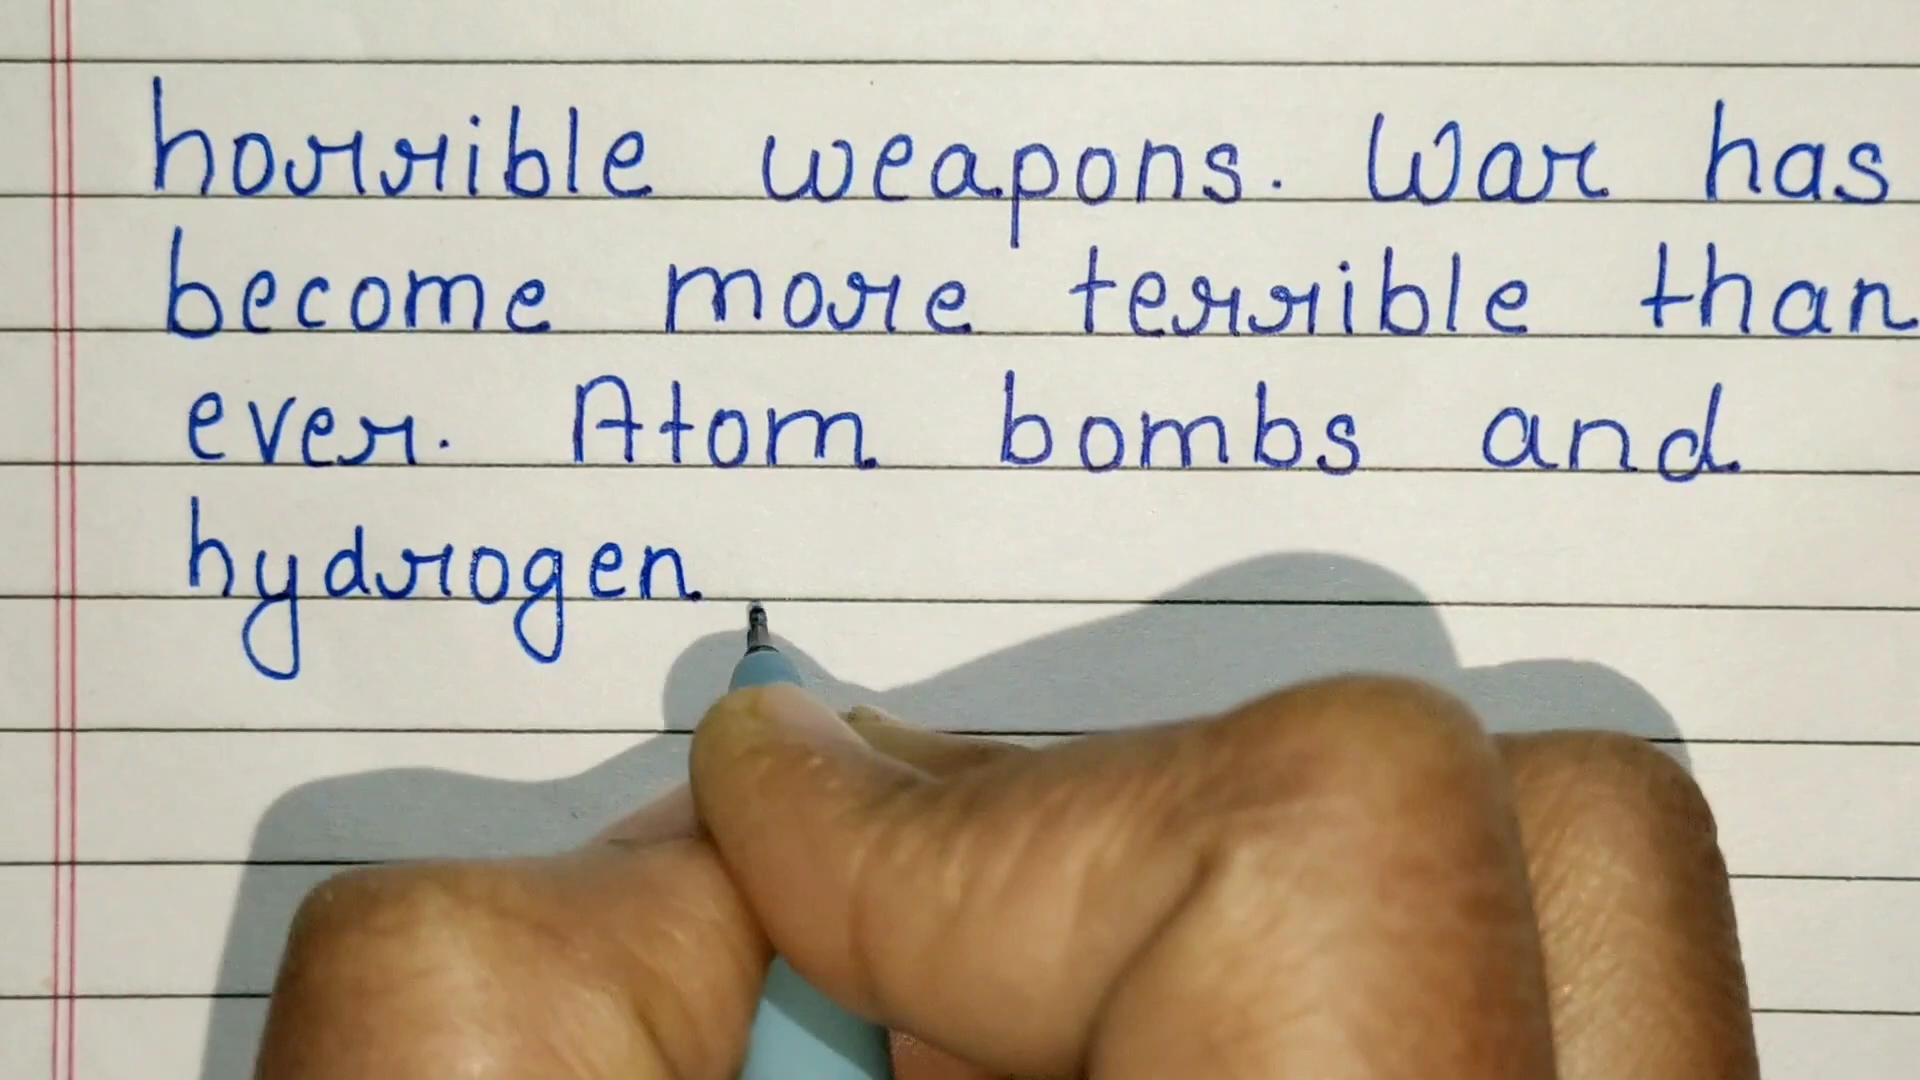 horrible weapons. War has
become more terrible than
ever. Atom bombs and
hydrogen